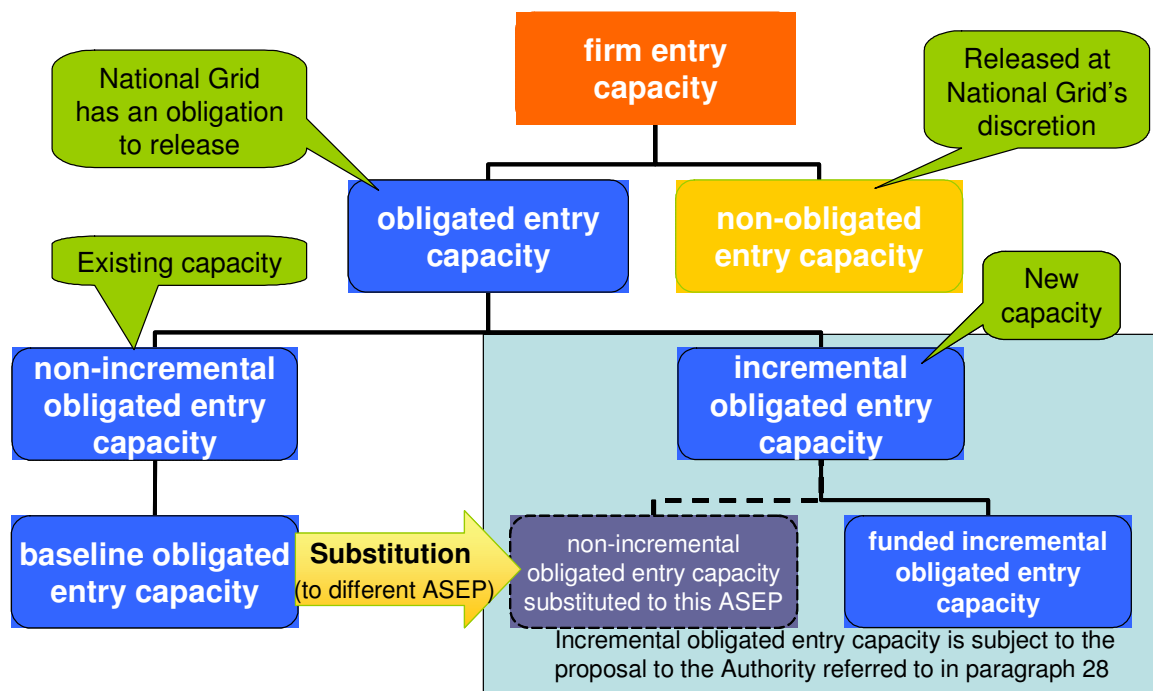 firm entry
capacity
National Grid
has an obligation
to release
Released at
National Grid's
discretion
obligated entry
capacity
non-obligated
entry capacity
Existing capacity
New
capacity
non-incremental
obligated entry
capacity
incremental
obligated entry
capacity
baseline obligated
entry capacity
Substitution
(to different ASEP)
non-incremental
obligated entry capacity
substituted to this ASEP
funded incremental
obligated entry
capacity
Incremental obligated entry capacity is subject to the
proposal to the Authority referred to in paragraph 28